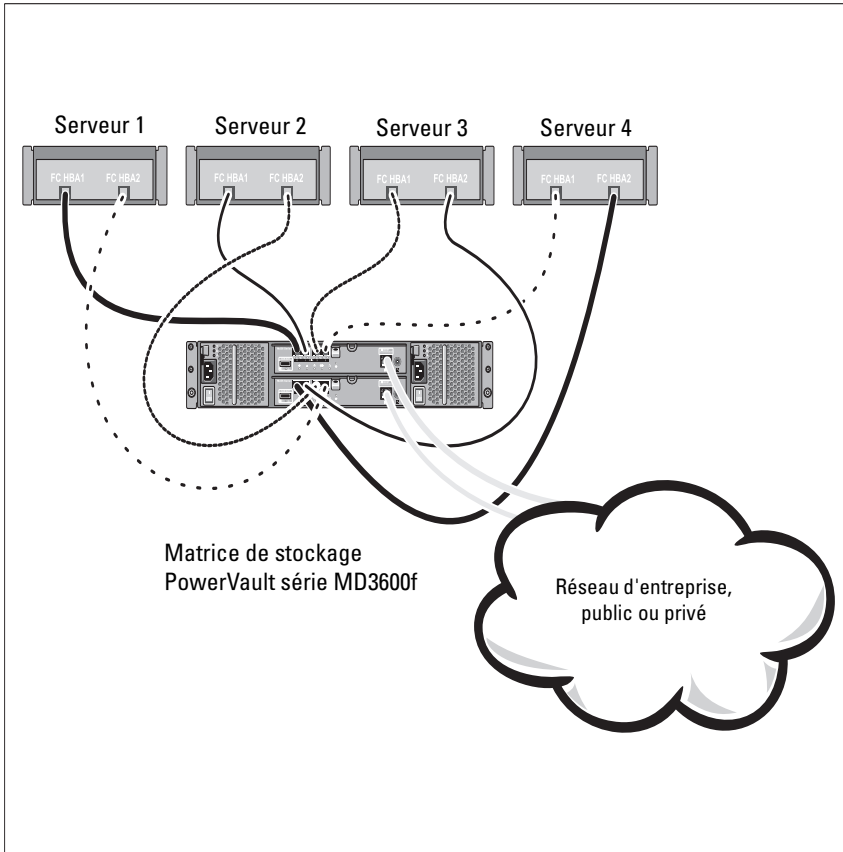 Serveur 1
Serveur 2
Serveur 3
Serveur 4
FC HBA1
FC HBA2
FC HBA1
FC HBA2
FC HBA1
FC HBA2
FC HBA1
FC HBA2
Matrice de stockage
PowerVault série MD3600f
Réseau d'entreprise,
public ou privé